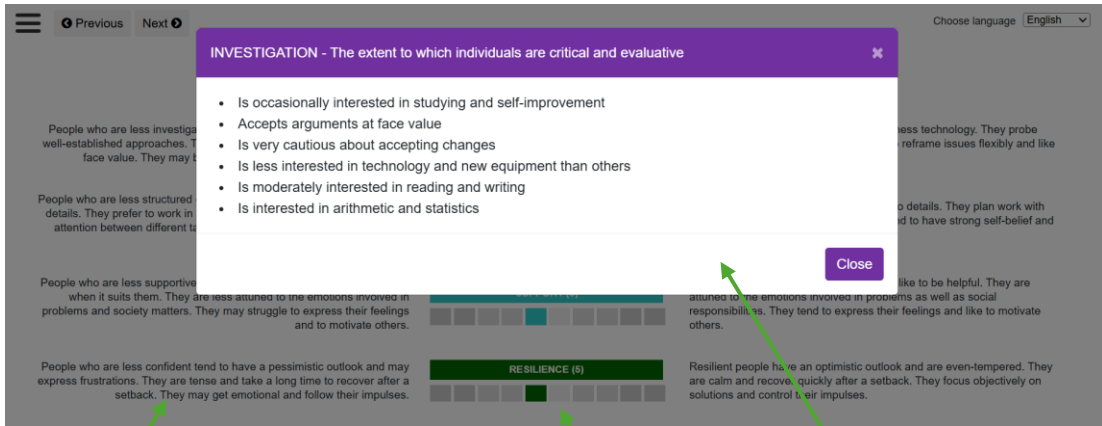 Previous Next Choose language English
INVESTIGATION - The extent to which individuals are critical and evaluative
Is occasionally interested in studying and self-improvement
Accepts arguments at face value
Is very cautious about accepting changes
Is less interested in technology and new equipment than others
Is moderately interested in reading and writing
Is interested in arithmetic and statistics
Close
People who are less investiga
well-established approaches. T
face value. They may b
ness technology. They probe
reframe issues flexibly and like
People who are less structured
details. They prefer to work in
attention between different ta
o details. They plan work with
d to have strong self-belief and
People who are less supportive
when it suits them. They are less attuned to the emotions involved in
problems and society matters. They may struggle to express their feelings
and to motivate others.
like to be helpful. They are
attuned to the emotions involved in problems as well as social
responsibilities. They tend to express their feelings and like to motivate
others.
People who are less confident tend to have a pessimistic outlook and may
express frustrations. They are tense and take a long time to recover after a
setback. They may get emotional and follow their impulses.
RESILIENCE (5)
Resilient people have an optimistic outlook and are even-tempered. They
are calm and recover quickly after a setback. They focus objectively on
solutions and control their impulses.